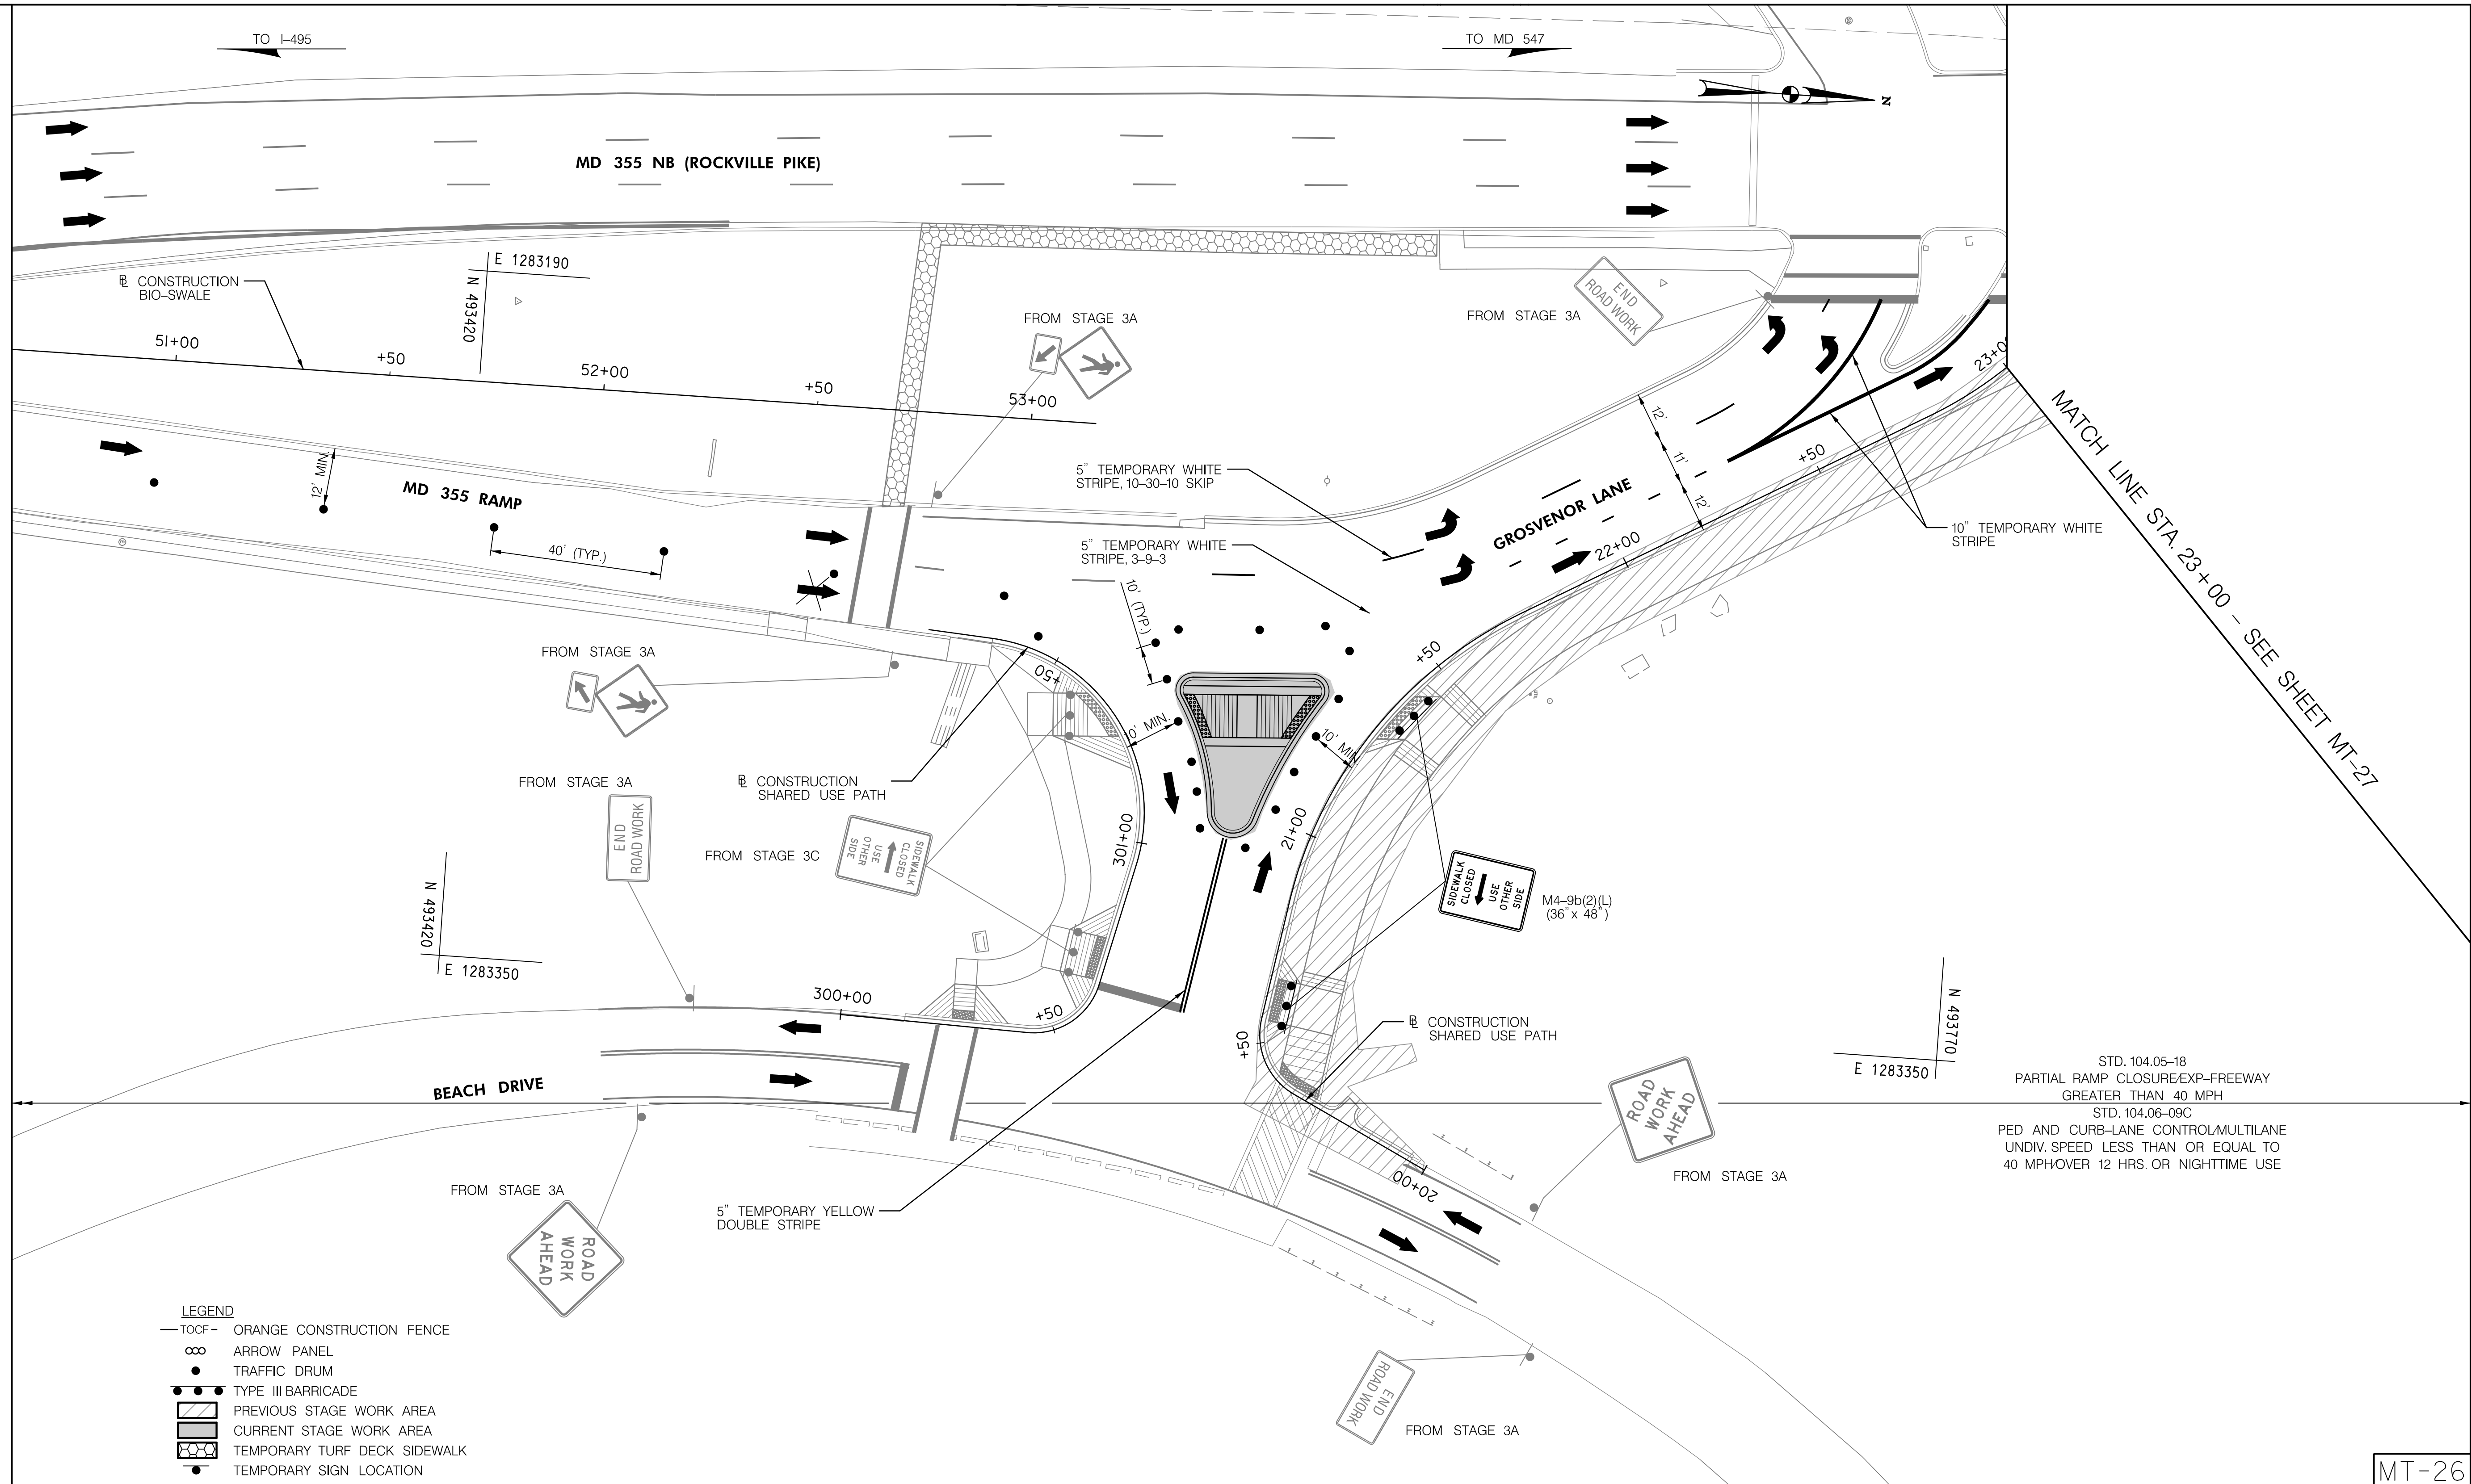 TO I-495
TO MD 547
N
MD 355 NB (ROCKVILLE PIKE)
E 1283190
N 493420
BL CONSTRUCTION
BIO-SWALE
51+00
+50
52+00
+50
53+00
FROM STAGE 3A
END
ROAD WORK
FROM STAGE 3A
12' MIN.
MD 355 RAMP
40' (TYP.)
5" TEMPORARY WHITE
STRIPE, 10-30-10 SKIP
5" TEMPORARY WHITE
STRIPE, 3-9-3
10' (TYP.)
GROSVENOR LANE
12'
11'
12'
22+00
+50
23+00
10" TEMPORARY WHITE
STRIPE
MATCH LINE STA. 23+00 - SEE SHEET MT-27
FROM STAGE 3A
+50
+50
10' MIN.
10' MIN.
BL CONSTRUCTION
SHARED USE PATH
FROM STAGE 3A
END
ROAD WORK
FROM STAGE 3C
SIDEWALK
CLOSED
USE
OTHER
SIDE
301+00
21+00
SIDEWALK
CLOSED
USE
OTHER
SIDE
M4-9b(2)(L)
(36" x 48")
N 493420
E 1283350
300+00
+50
+50
BL CONSTRUCTION
SHARED USE PATH
N 493770
E 1283350
BEACH DRIVE
ROAD
WORK
AHEAD
FROM STAGE 3A
STD. 104.05-18
PARTIAL RAMP CLOSURE/EXP-FREEWAY
GREATER THAN 40 MPH
STD. 104.06-09C
PED AND CURB-LANE CONTROL/MULTILANE
UNDIV. SPEED LESS THAN OR EQUAL TO
40 MPH/OVER 12 HRS. OR NIGHTTIME USE
FROM STAGE 3A
ROAD
WORK
AHEAD
5" TEMPORARY YELLOW
DOUBLE STRIPE
20+00
END
ROAD WORK
FROM STAGE 3A
LEGEND
TOCF ORANGE CONSTRUCTION FENCE
ARROW PANEL
TRAFFIC DRUM
TYPE III BARRICADE
PREVIOUS STAGE WORK AREA
CURRENT STAGE WORK AREA
TEMPORARY TURF DECK SIDEWALK
TEMPORARY SIGN LOCATION
MT-26